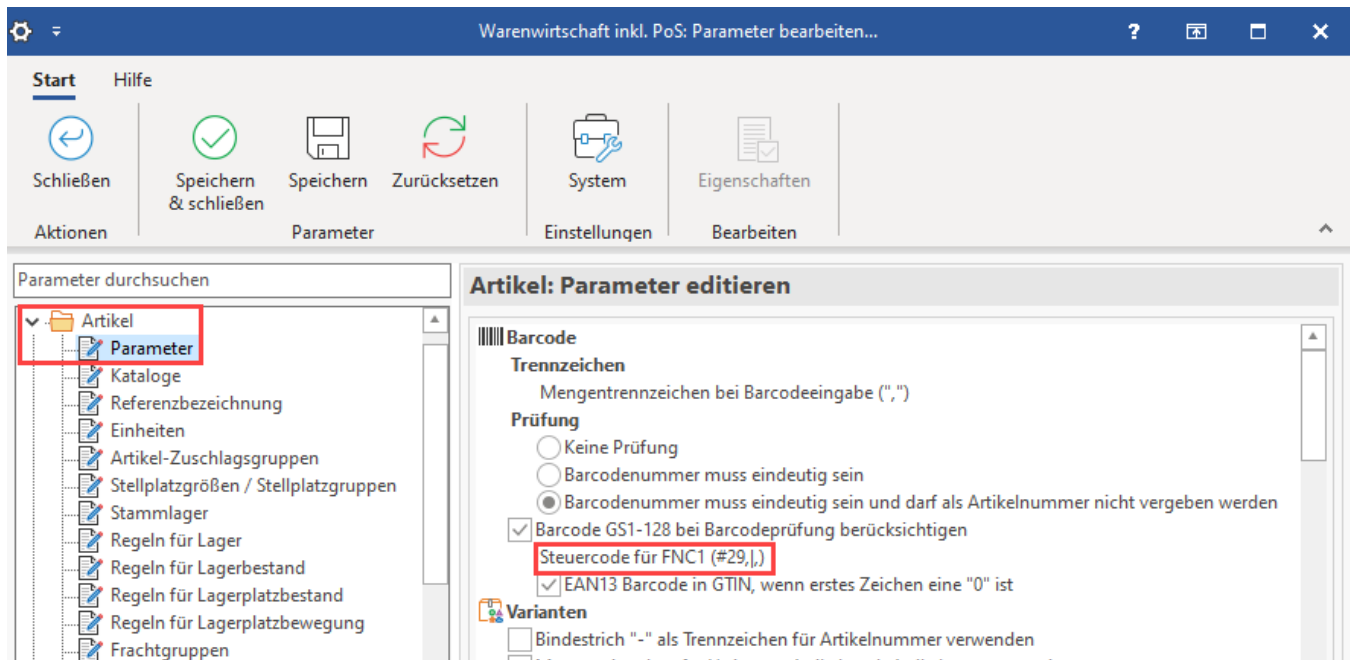 Warenwirtschaft inkl. PoS: Parameter bearbeiten...
?
Start Hilfe
Schließen
Speichern & schließen
Speichern
Zurücksetzen
System
Eigenschaften
Aktionen
Parameter
Einstellungen
Bearbeiten
Parameter durchsuchen
Artikel
Parameter
Kataloge
Referenzbezeichnung
Einheiten
Artikel-Zuschlagsgruppen
Stellplatzgrößen / Stellplatzgruppen
Stammlager
Regeln für Lager
Regeln für Lagerbestand
Regeln für Lagerplatzbestand
Regeln für Lagerplatzbewegung
Frachtgruppen
Artikel: Parameter editieren
Barcode
Trennzeichen
Mengentrennzeichen bei Barcodeeingabe (",")
Prüfung
Keine Prüfung
Barcodenummer muss eindeutig sein
Barcodenummer muss eindeutig sein und darf als Artikelnummer nicht vergeben werden
Barcode GS1-128 bei Barcodeprüfung berücksichtigen
Steuercode für FNC1 (#29,|,)
EAN13 Barcode in GTIN, wenn erstes Zeichen eine "0" ist
Varianten
Bindestrich "-" als Trennzeichen für Artikelnummer verwenden